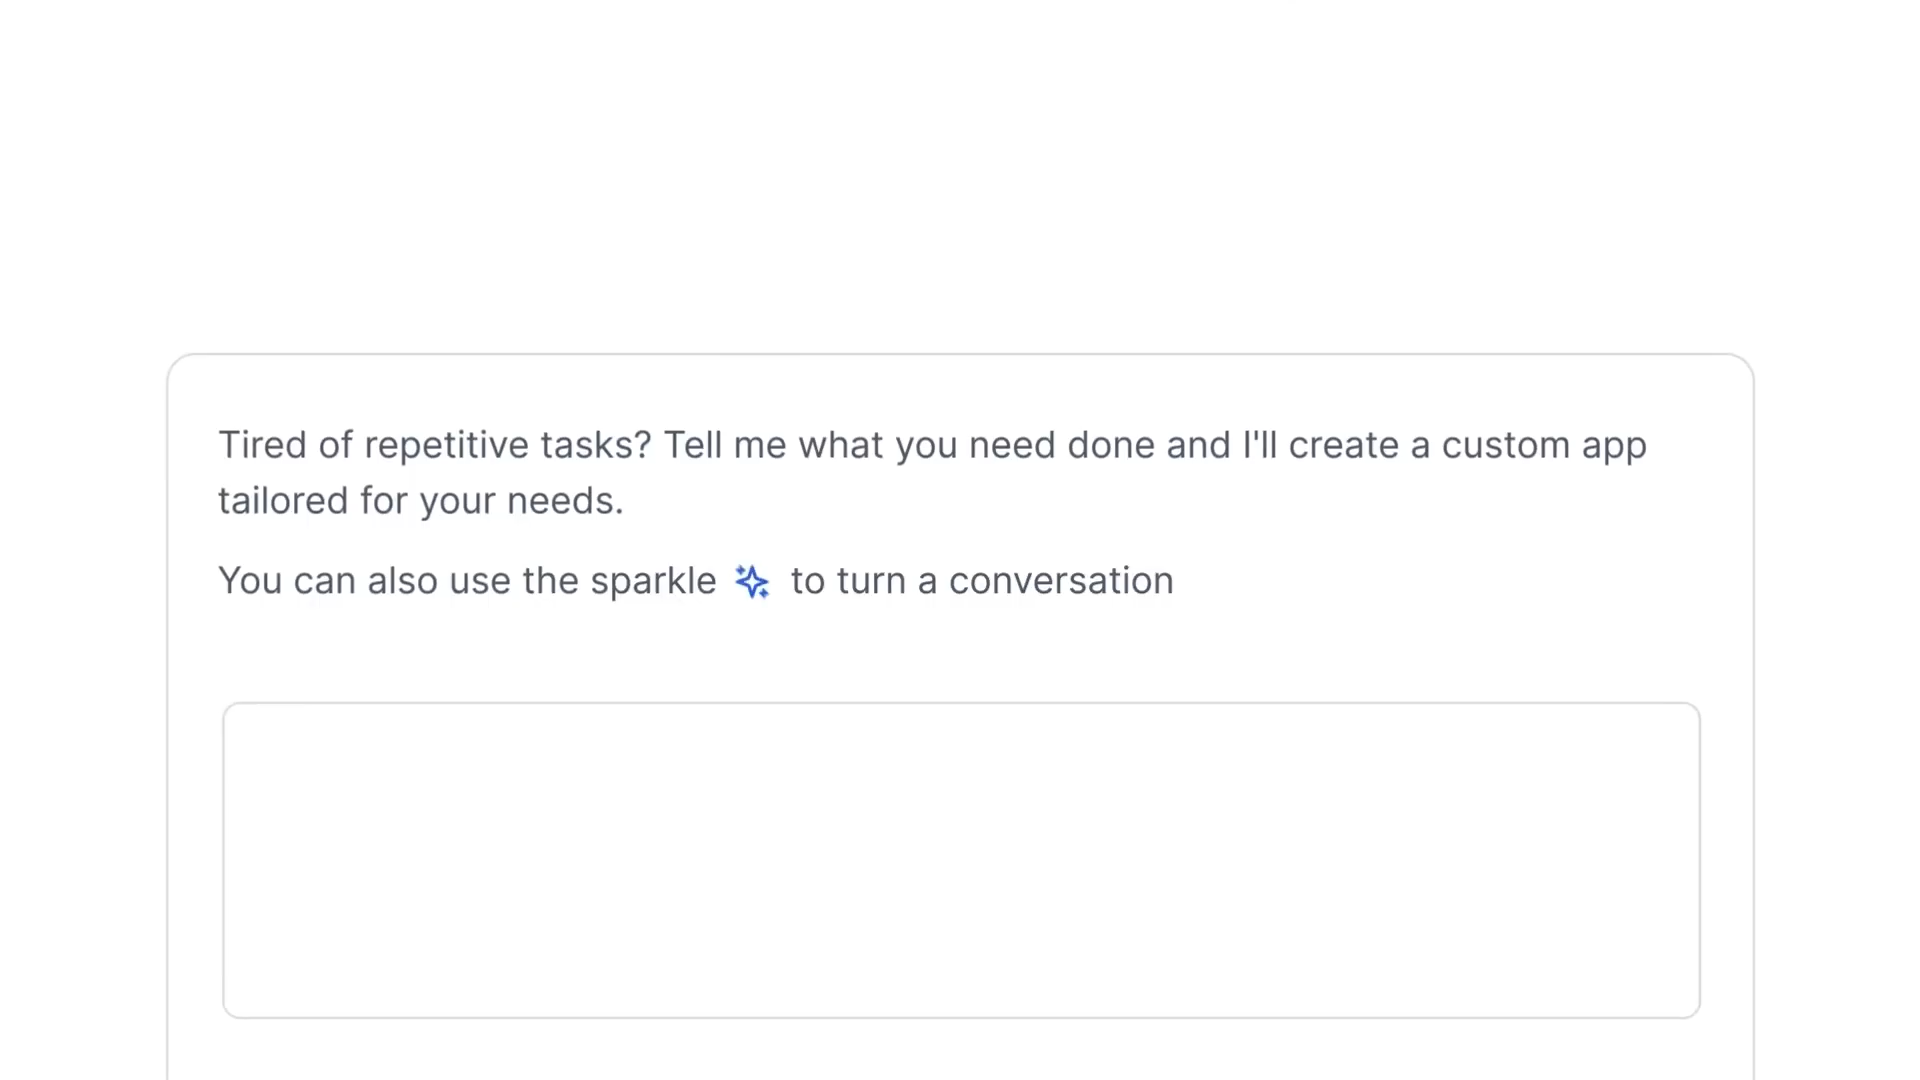 Tired of repetitive tasks? Tell me what you need done and I'll create a custom app
tailored for your needs.
You can also use the sparkle to turn a conversation